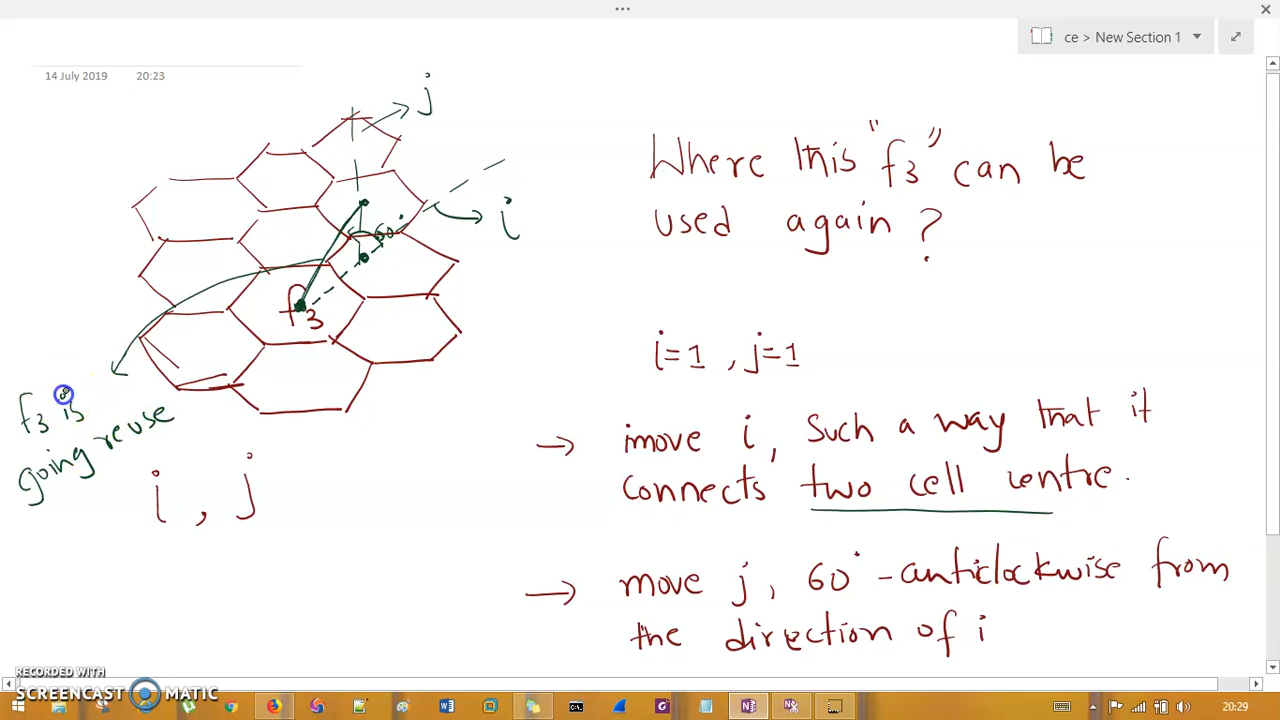 ce > New Section 1
14 July 2019 20:23
j
60°
i
f3
Where this "f3" can be
used again ?
i=1 , j=1
f3 is
going reuse
i , j
→ move i, Such a way that it
connects two cell centre.
→ move j, 60° - anticlockwise from
the direction of i
RECORDED WITH
SCREENCAST MATIC
20:29